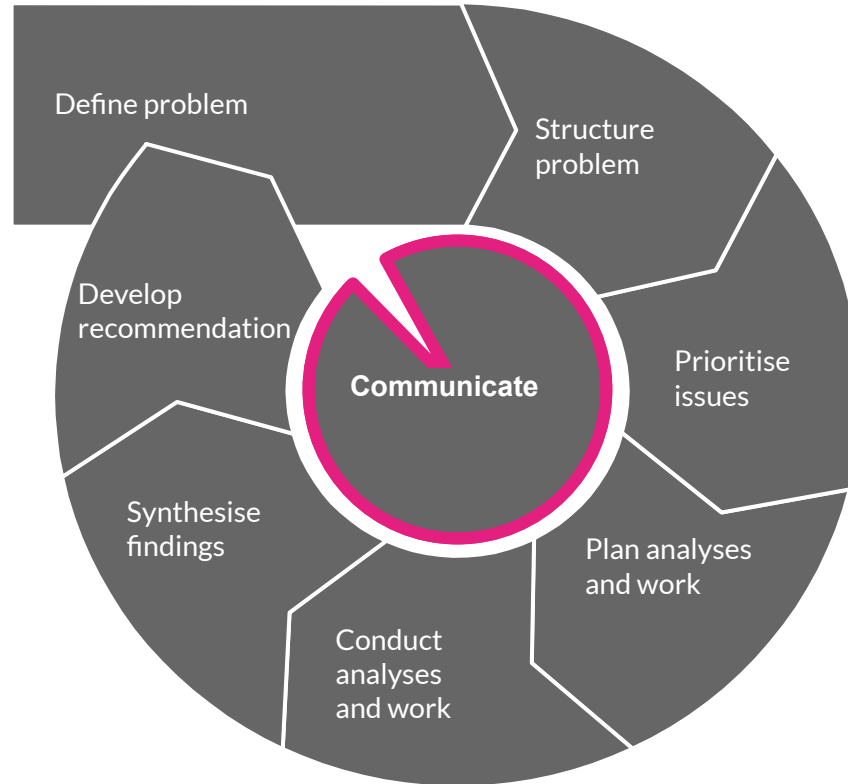 Define problem
Structure
problem
Prioritise
issues
Plan analyses
and work
Conduct
analyses
and work
Synthesise
findings
Develop
recommendation
Communicate